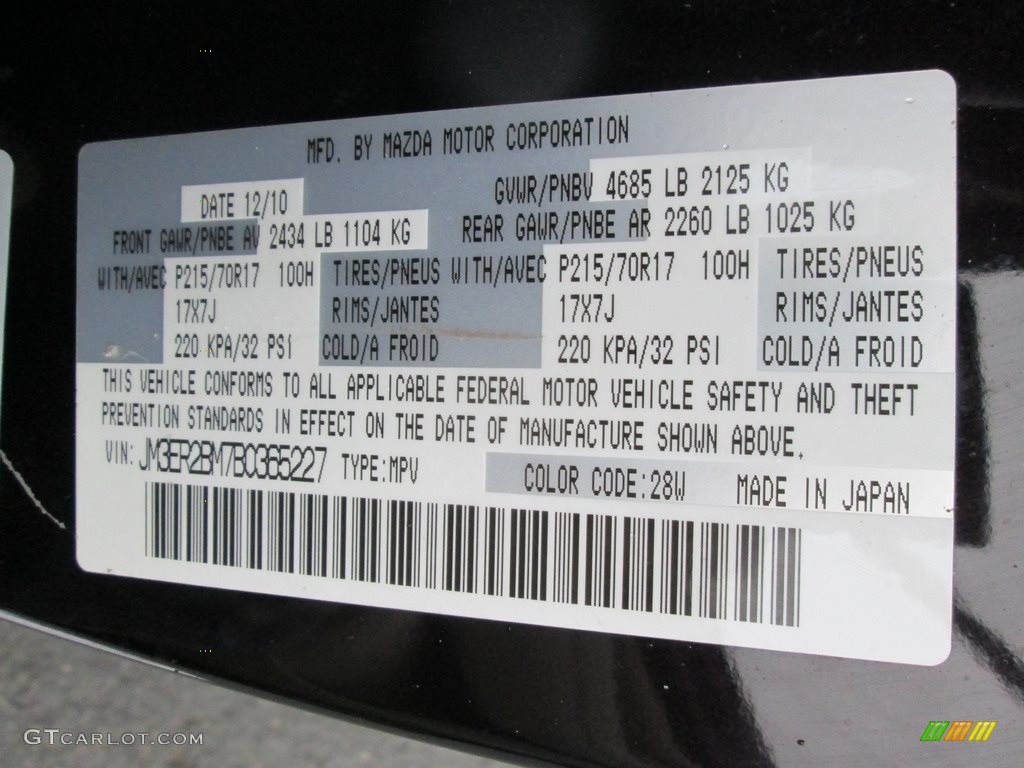 MFD. BY MAZDA MOTOR CORPORATION
DATE 12/10 GVWR/PNBV 4685 LB 2125 KG
FRONT GAWR/PNBE AV 2434 LB 1104 KG REAR GAWR/PNBE AR 2260 LB 1025 KG
WITH/AVEC P215/70R17 100H TIRES/PNEUS WITH/AVEC P215/70R17 100H TIRES/PNEUS
17X7J RIMS/JANTES 17X7J RIMS/JANTES
220 KPA/32 PSI COLD/A FROID 220 KPA/32 PSI COLD/A FROID
THIS VEHICLE CONFORMS TO ALL APPLICABLE FEDERAL MOTOR VEHICLE SAFETY AND THEFT
PREVENTION STANDARDS IN EFFECT ON THE DATE OF MANUFACTURE SHOWN ABOVE.
VIN: JM3ER2BM7B0365227 TYPE:MPV COLOR CODE:28W MADE IN JAPAN
GTCARLOT.COM